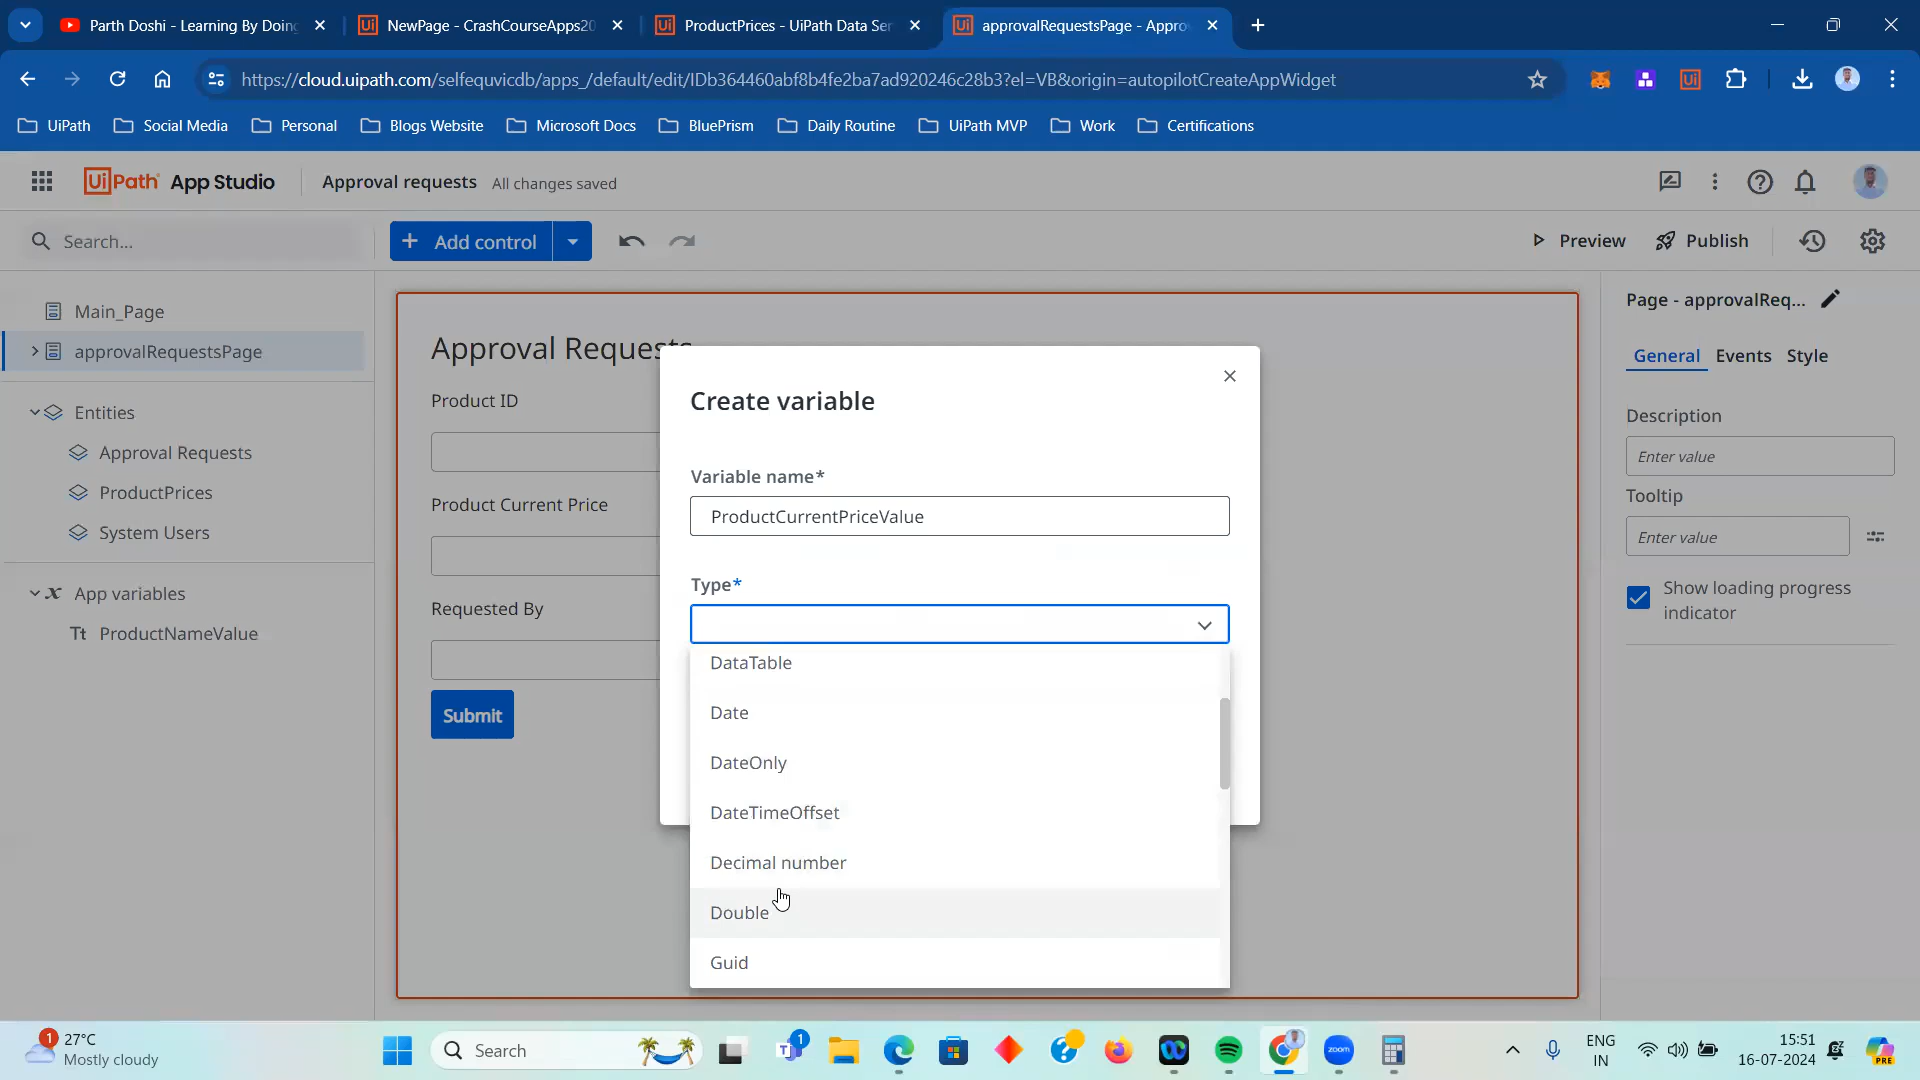 Parth Doshi - Learning By Doing
NewPage - CrashCourseApps20
ProductPrices - UiPath Data Ser
approvalRequestsPage - Appro
https://cloud.uipath.com/selfequvicdb/apps_/default/edit/IDb364460abf8b4fe2ba7ad920246c28b3?el=VB&origin=autopilotCreateAppWidget
UiPath
Social Media
Personal
Blogs Website
Microsoft Docs
BluePrism
Daily Routine
UiPath MVP
Work
Certifications
UiPath App Studio
Approval requests
All changes saved
Search...
Add control
Preview
Publish
Main_Page
approvalRequestsPage
Entities
Approval Requests
ProductPrices
System Users
App variables
Tt ProductNameValue
Approval Requests
Product ID
Product Current Price
Requested By
Submit
Create variable
Variable name*
ProductCurrentPriceValue
Type*
DataTable
Date
DateOnly
DateTimeOffset
Decimal number
Double
Guid
Page - approvalReq...
General
Events
Style
Description
Enter value
Tooltip
Enter value
Show loading progress
indicator
1
27°C
Mostly cloudy
Search
1
zoom
ENG
IN
15:51
16-07-2024
PRE